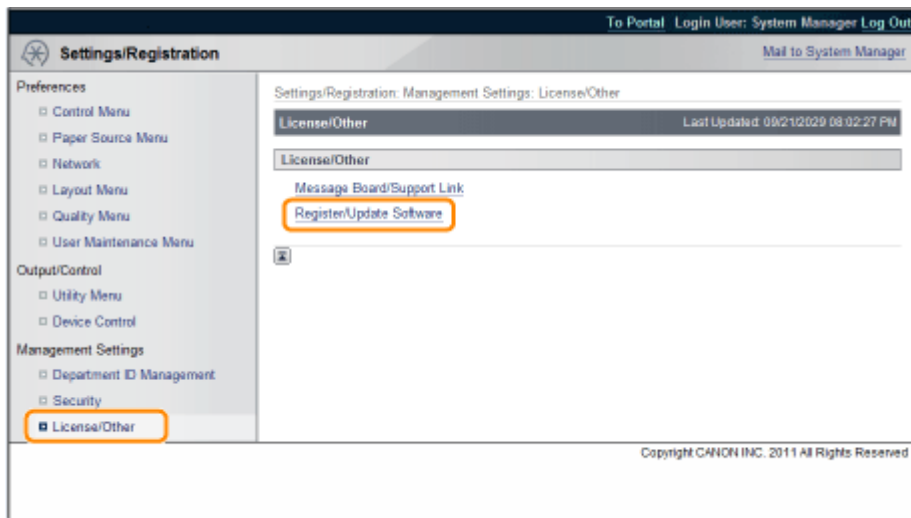 To Portal Login User: System Manager Log Out
Settings/Registration
Mail to System Manager
Preferences
Control Menu
Paper Source Menu
Network
Layout Menu
Quality Menu
User Maintenance Menu
Output/Control
Utility Menu
Device Control
Management Settings
Department ID Management
Security
License/Other
Settings/Registration: Management Settings: License/Other
License/Other Last Updated: 09/21/2029 08:02:27 PM
License/Other
Message Board/Support Link
Register/Update Software
Copyright CANON INC. 2011 All Rights Reserved